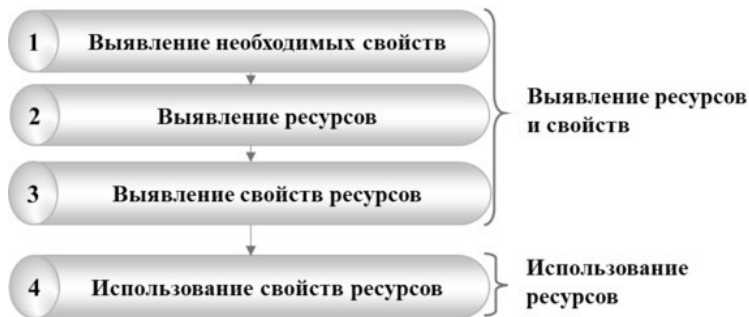 1 Выявление необходимых свойств
2 Выявление ресурсов
3 Выявление свойств ресурсов
Выявление ресурсов
и свойств
4 Использование свойств ресурсов
Использование
ресурсов